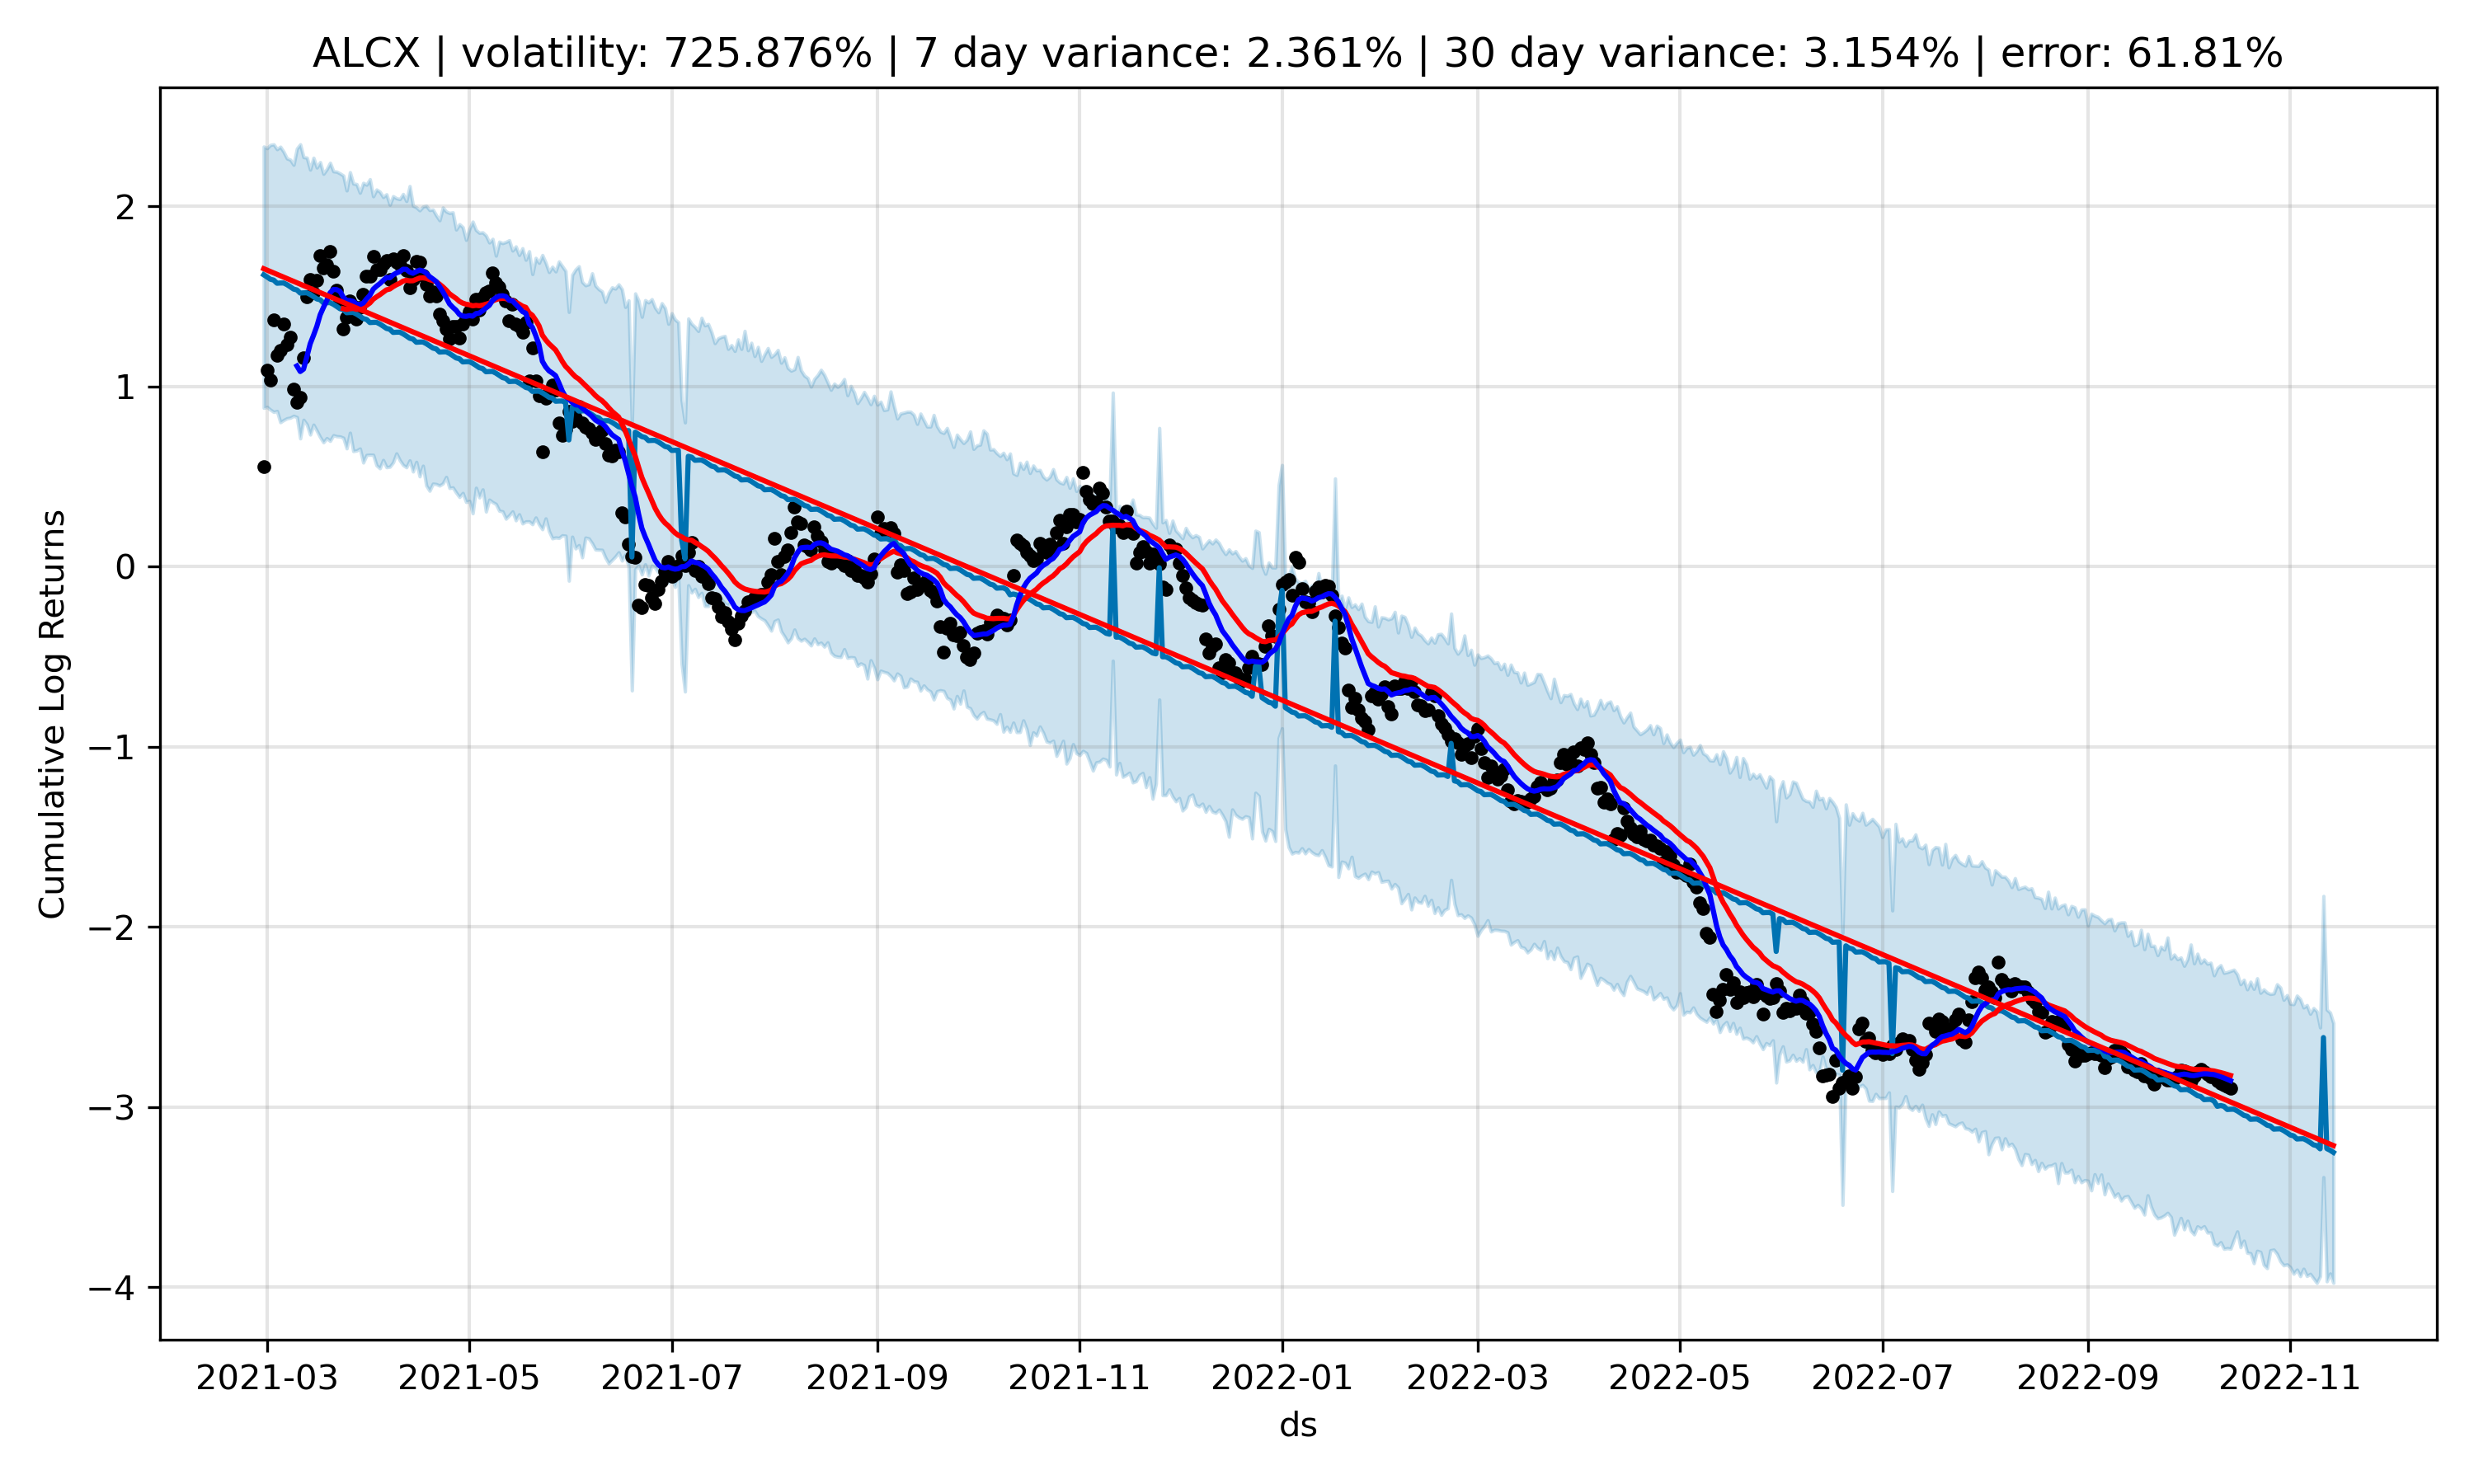 ALCX | volatility: 725.876% | 7 day variance: 2.361% | 30 day variance: 3.154% | error: 61.81%
Cumulative Log Returns
2
1
0
−1
−2
−3
−4
2021-03 2021-05 2021-07 2021-09 2021-11 2022-01 2022-03 2022-05 2022-07 2022-09 2022-11
ds